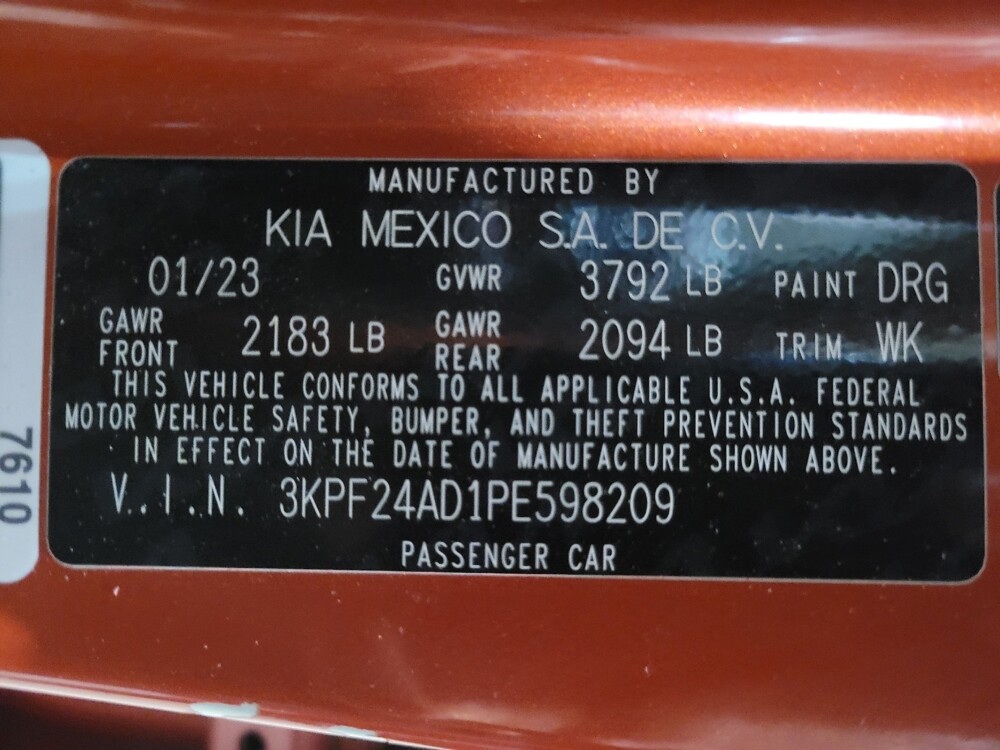 MANUFACTURED BY
KIA MEXICO S.A. DE C.V.
01/23 GVWR 3792 LB PAINT DRG
GAWR FRONT 2183 LB GAWR REAR 2094 LB TRIM WK
THIS VEHICLE CONFORMS TO ALL APPLICABLE U.S.A. FEDERAL
MOTOR VEHICLE SAFETY, BUMPER, AND THEFT PREVENTION STANDARDS
IN EFFECT ON THE DATE OF MANUFACTURE SHOWN ABOVE.
V.I.N. 3KPF24AD1PE598209
PASSENGER CAR
7610